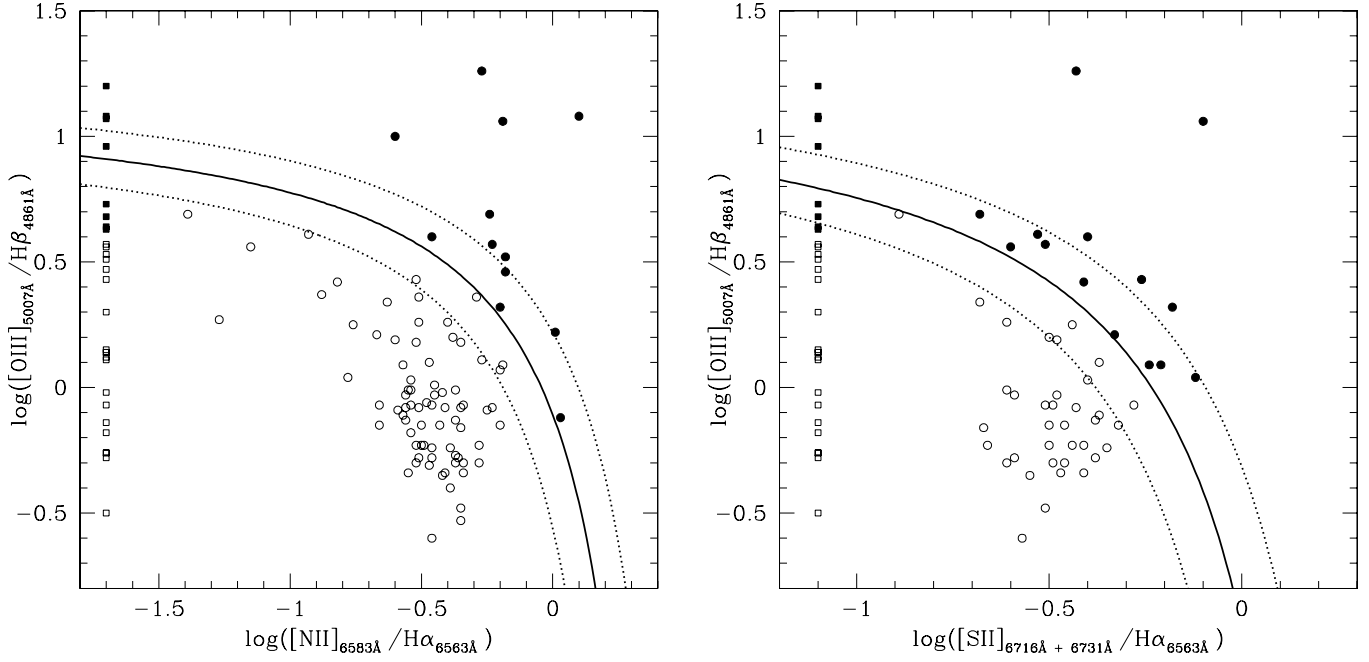 1.5
1
0.5
0
−0.5
log([OIII]5007Å/Hβ4861Å)
−1.5 −1 −0.5 0
log([NII]6583Å/Hα6563Å)
1.5
1
0.5
0
−0.5
log([OIII]5007Å/Hβ4861Å)
−1 −0.5 0
log([SII]6716Å + 6731Å/Hα6563Å)